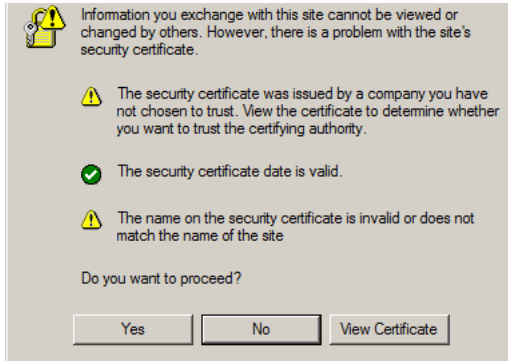 Information you exchange with this site cannot be viewed or
changed by others. However, there is a problem with the site's
security certificate.
The security certificate was issued by a company you have
not chosen to trust. View the certificate to determine whether
you want to trust the certifying authority.
The security certificate date is valid.
The name on the security certificate is invalid or does not
match the name of the site
Do you want to proceed?
Yes No View Certificate